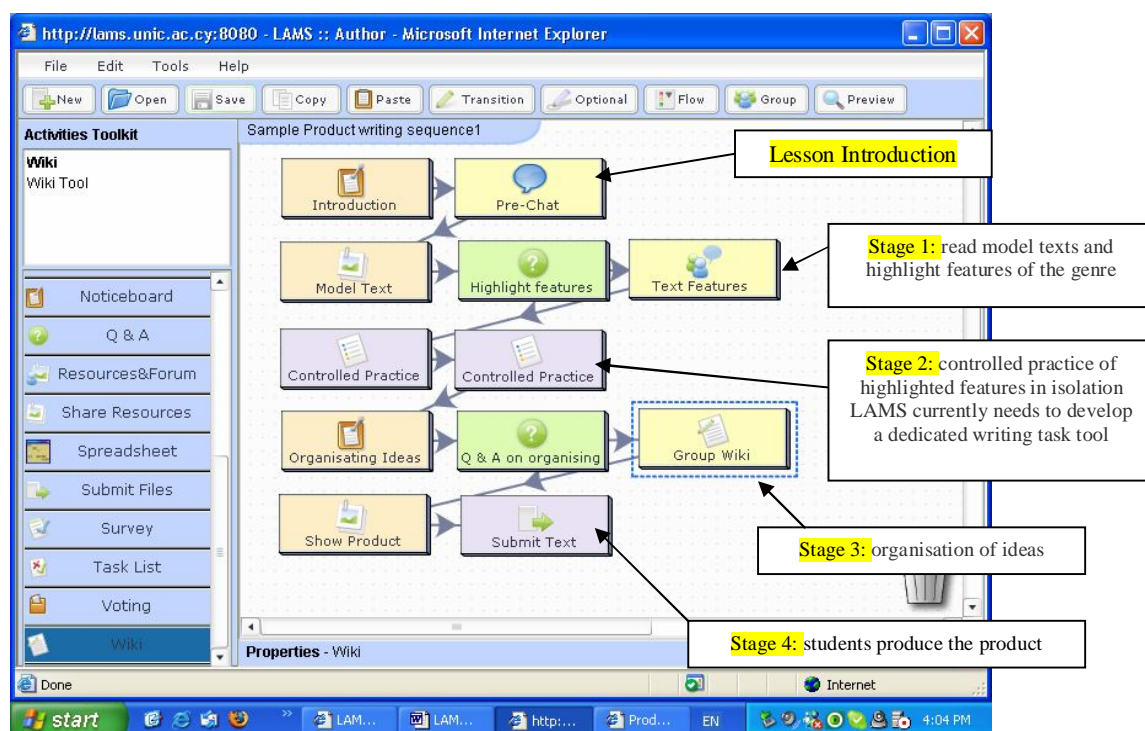 http://lams.unic.ac.cy:8080 - LAMS :: Author - Microsoft Internet Explorer
File Edit Tools Help
New Open Save Copy Paste Transition Optional Flow Group Preview
Activities Toolkit
Wiki
Wiki Tool
Noticeboard
Q & A
Resources&Forum
Share Resources
Spreadsheet
Submit Files
Survey
Task List
Voting
Wiki
Sample Product writing sequence1
Introduction
Pre-Chat
Model Text
Highlight features
Text Features
Controlled Practice
Controlled Practice
Organisating Ideas
Q & A on organising
Group Wiki
Show Product
Submit Text
Lesson Introduction
Stage 1: read model texts and
highlight features of the genre
Stage 2: controlled practice of
highlighted features in isolation
LAMS currently needs to develop
a dedicated writing task tool
Stage 3: organisation of ideas
Stage 4: students produce the product
Properties - Wiki
Done
Internet
start
LAM...
LAM...
http:...
Prod...
EN
4:04 PM